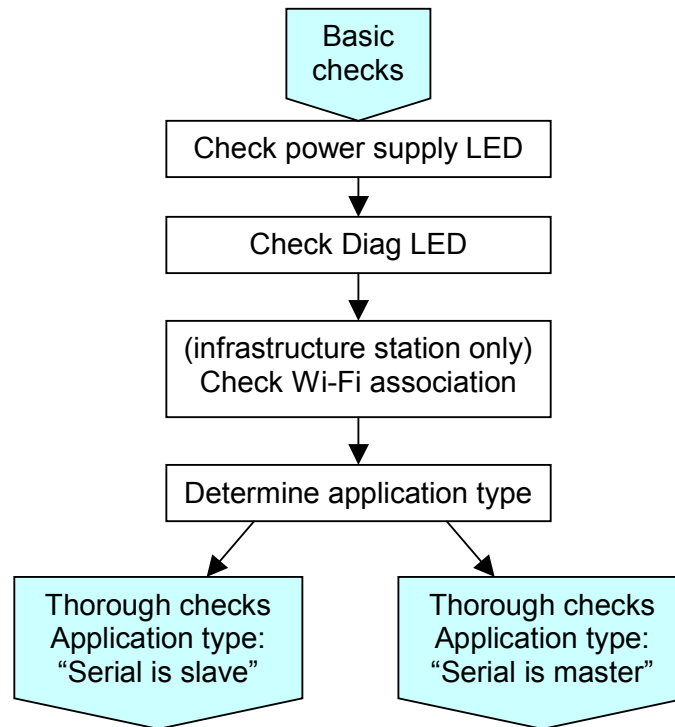 Basic
checks
Check power supply LED
Check Diag LED
(infrastructure station only)
Check Wi-Fi association
Determine application type
Thorough checks
Application type:
“Serial is slave”
Thorough checks
Application type:
“Serial is master”